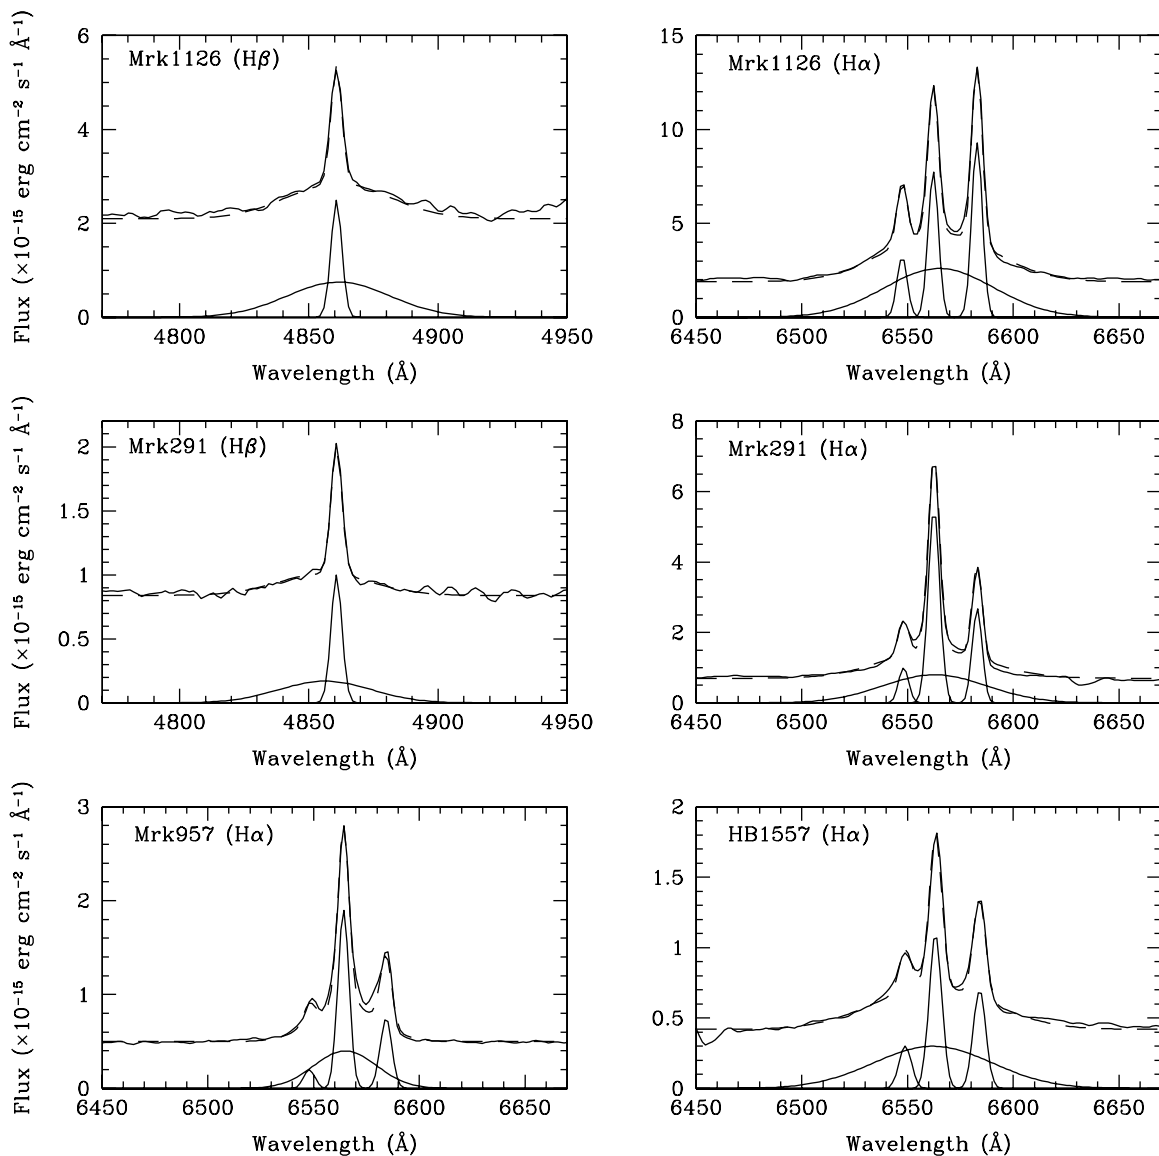 Mrk1126 (Hβ)
Flux (×10⁻¹⁵ erg cm⁻² s⁻¹ Å⁻¹)
6
4
2
0
4800 4850 4900 4950
Wavelength (Å)
Mrk1126 (Hα)
15
10
5
0
6450 6500 6550 6600 6650
Wavelength (Å)
Mrk291 (Hβ)
Flux (×10⁻¹⁵ erg cm⁻² s⁻¹ Å⁻¹)
2
1.5
1
0.5
0
4800 4850 4900 4950
Wavelength (Å)
Mrk291 (Hα)
8
6
4
2
0
6450 6500 6550 6600 6650
Wavelength (Å)
Mrk957 (Hα)
Flux (×10⁻¹⁵ erg cm⁻² s⁻¹ Å⁻¹)
3
2
1
0
6450 6500 6550 6600 6650
Wavelength (Å)
HB1557 (Hα)
2
1.5
1
0.5
0
6450 6500 6550 6600 6650
Wavelength (Å)